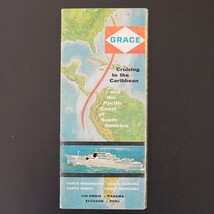 GRACE
Cruising
to the
Caribbean
and the
Pacific
Coast
of
South
America
SANTA MAGDALENA SANTA MARIANA
SANTA MARIA SANTA MERCEDES
COLOMBIA • PANAMA
ECUADOR • PERU